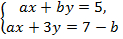 ax + by = 5,
ax + 3y = 7 − b